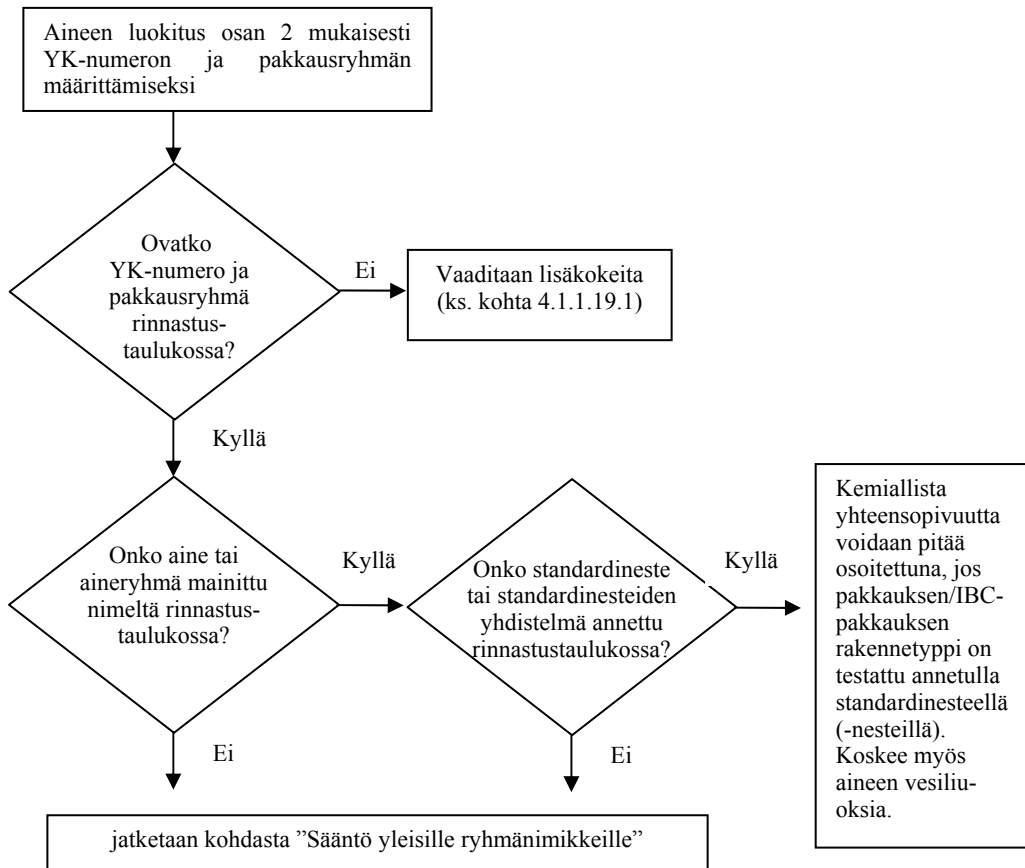 Aineen luokitus osan 2 mukaisesti
YK-numeron ja pakkausryhmän
määrittämiseksi
Ovatko
YK-numero ja
pakkausryhmä
rinnastus-
taulukossa?
Ei
Vaaditaan lisäkokeita
(ks. kohta 4.1.1.19.1)
Kyllä
Onko aine tai
aineryhmä mainittu
nimeltä rinnastus-
taulukossa?
Kyllä
Onko standardineste
tai standardinesteiden
yhdistelmä annettu
rinnastustaulukossa?
Kyllä
Kemiallista
yhteensopivuutta
voidaan pitää
osoitettuna, jos
pakkauksen/IBC-
pakkauksen
rakennetyppi on
testattu annetulla
standardinesteellä
(-nesteillä).
Koskee myös
aineen vesiliu-
oksia.
Ei
Ei
jatketaan kohdasta ”Sääntö yleisille ryhmänimikkeille”